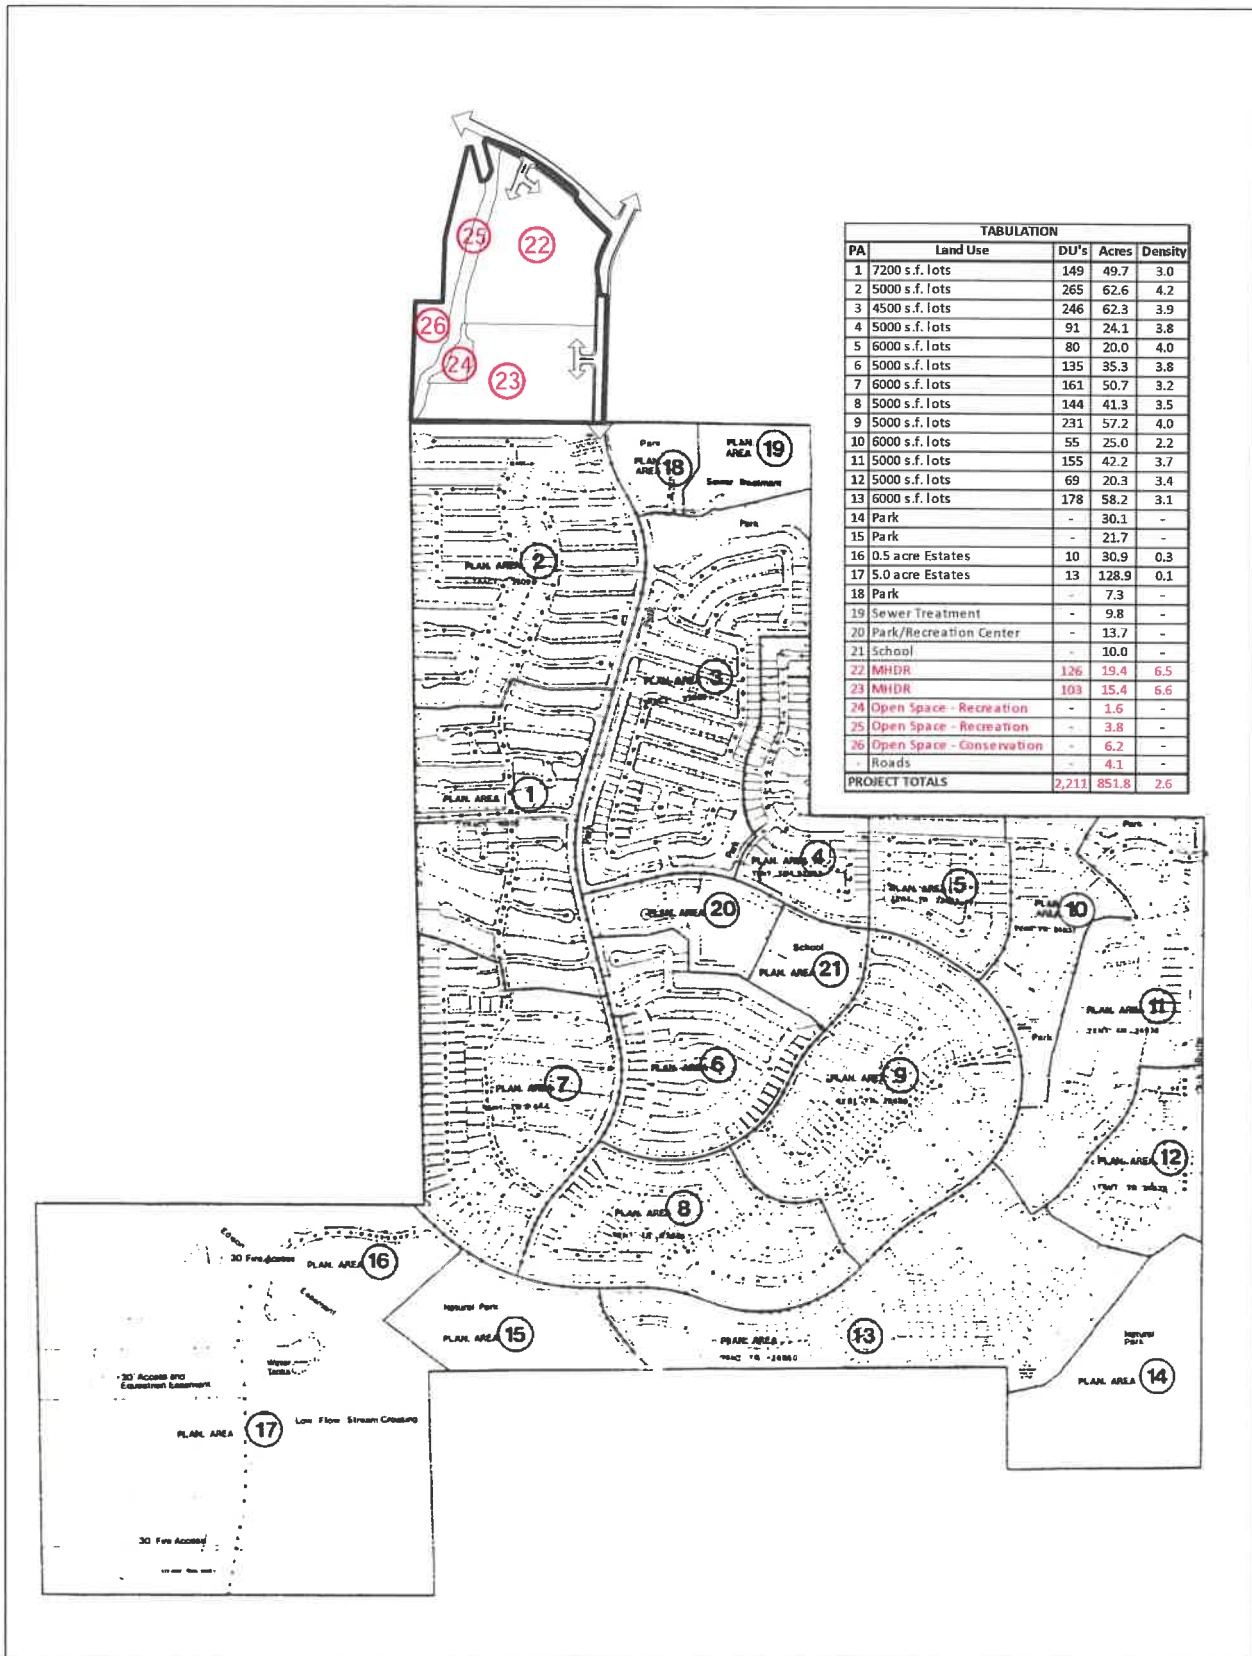 TABULATION
PA Land Use DU's Acres Density
1 7200 s.f. lots 149 49.7 3.0
2 5000 s.f. lots 265 62.6 4.2
3 4500 s.f. lots 246 62.3 3.9
4 5000 s.f. lots 91 24.1 3.8
5 6000 s.f. lots 80 20.0 4.0
6 5000 s.f. lots 135 35.3 3.8
7 6000 s.f. lots 161 50.7 3.2
8 5000 s.f. lots 144 41.3 3.5
9 5000 s.f. lots 231 57.2 4.0
10 6000 s.f. lots 55 25.0 2.2
11 5000 s.f. lots 155 42.2 3.7
12 5000 s.f. lots 69 20.3 3.4
13 6000 s.f. lots 178 58.2 3.1
14 Park - 30.1 -
15 Park - 21.7 -
16 0.5 acre Estates 10 30.9 0.3
17 5.0 acre Estates 13 128.9 0.1
18 Park - 7.3 -
19 Sewer Treatment - 9.8 -
20 Park/Recreation Center - 13.7 -
21 School - 10.0 -
22 MHDR 126 19.4 6.5
23 MHDR 103 15.4 6.6
24 Open Space - Recreation - 1.6 -
25 Open Space - Recreation - 3.8 -
26 Open Space - Conservation - 6.2 -
- Roads - 4.1 -
PROJECT TOTALS 2,211 851.8 2.6
25
22
26
24
23
Park
PLAN. AREA 18
PLAN. AREA 19
Sewer Treatment
Park
PLAN. AREA 2
PLAN. AREA 3
PLAN. AREA 1
Park
Park
PLAN. AREA 4
PLAN. AREA 5
Park
PLAN. AREA 10
PLAN. AREA 20
School
PLAN. AREA 21
PLAN. AREA 11
Park
PLAN. AREA 6
PLAN. AREA 7
PLAN. AREA 9
PLAN. AREA 12
PLAN. AREA 8
Edison
30 Fire Access
PLAN. AREA 16
Easement
Natural Park
PLAN. AREA 15
PLAN. AREA 13
Natural
Park
PLAN. AREA 14
Water
Tanks
30' Access and
Equestrian Easement
PLAN. AREA 17
Low Flow Stream Crossing
30 Fire Access